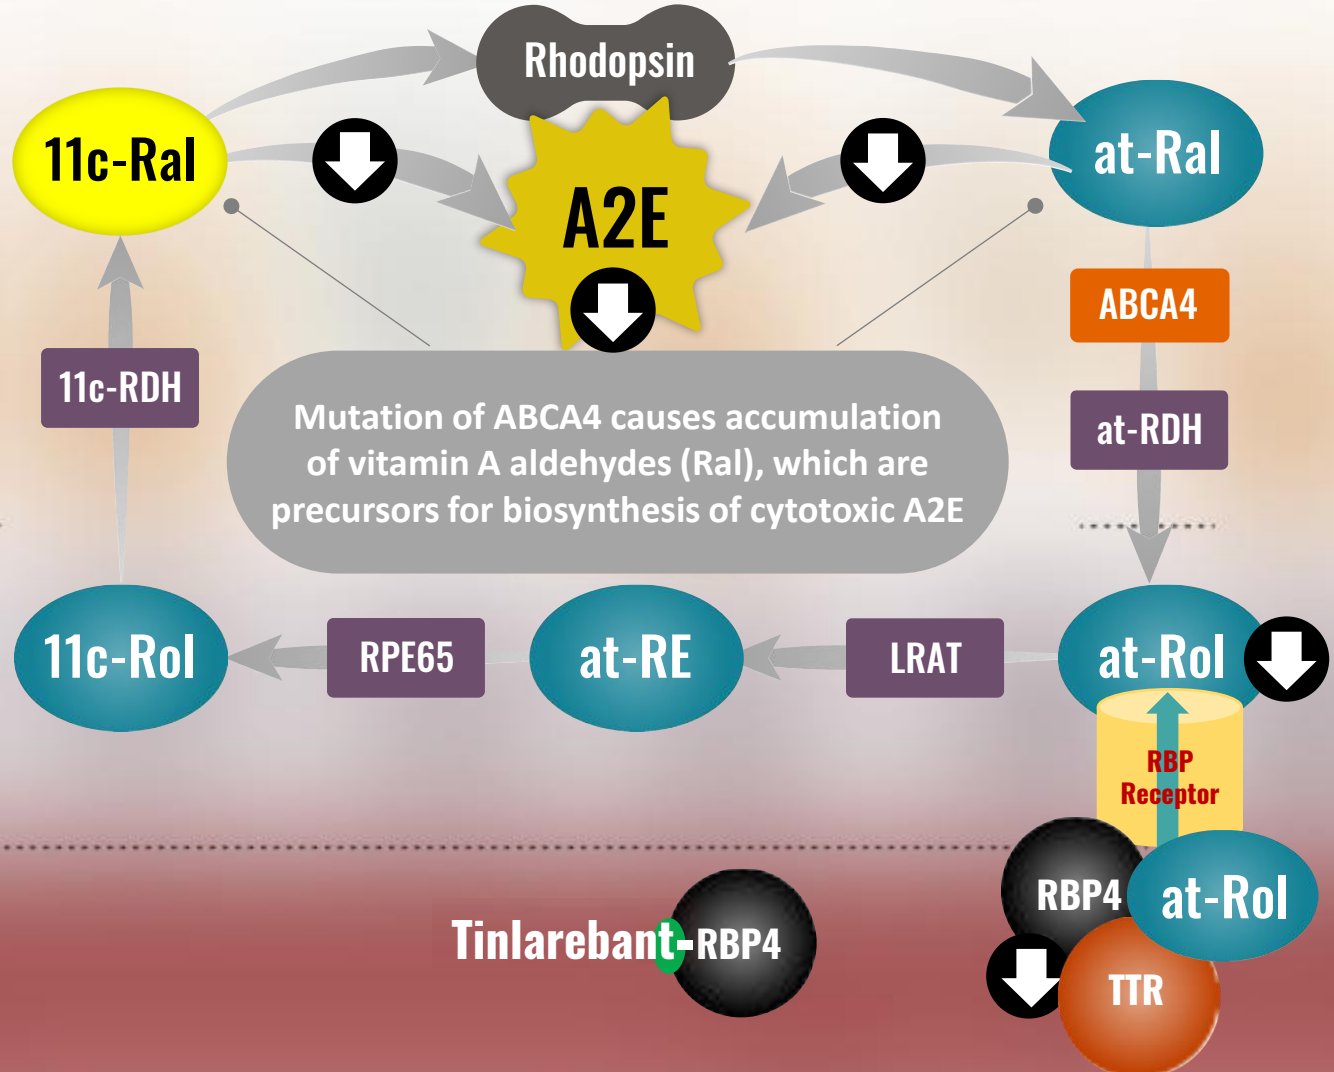 Rhodopsin
11c-Ral
at-Ral
A2E
ABCA4
11c-RDH
at-RDH
Mutation of ABCA4 causes accumulation
of vitamin A aldehydes (Ral), which are
precursors for biosynthesis of cytotoxic A2E
11c-Rol
RPE65
at-RE
LRAT
at-Rol
RBP
Receptor
RBP4
at-Rol
Tinlarebant-RBP4
TTR